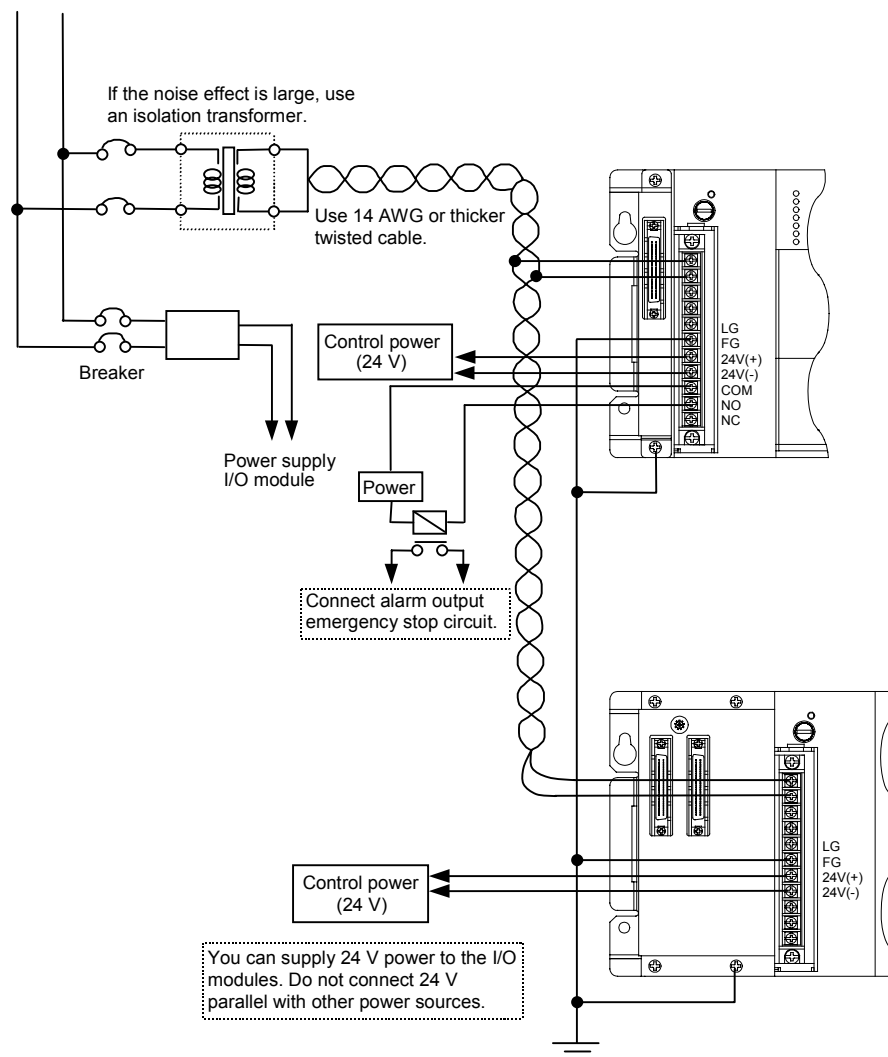 If the noise effect is large, use
an isolation transformer.
Use 14 AWG or thicker
twisted cable.
Breaker
Power supply
I/O module
Control power
(24 V)
LG
FG
24V(+)
24V(-)
COM
NO
NC
Power
Connect alarm output
emergency stop circuit.
LG
FG
24V(+)
24V(-)
Control power
(24 V)
You can supply 24 V power to the I/O
modules. Do not connect 24 V
parallel with other power sources.